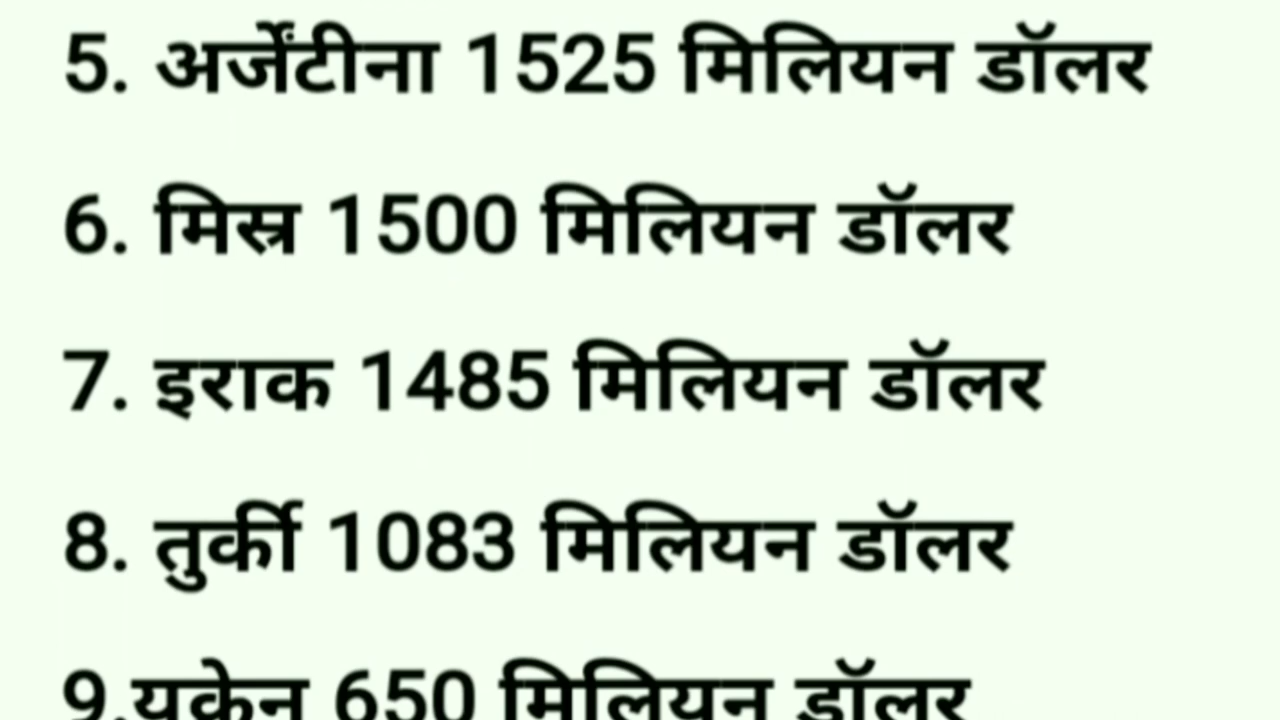 5. अर्जेंटीना 1525 मिलियन डॉलर
6. मिस्र 1500 मिलियन डॉलर
7. इराक 1485 मिलियन डॉलर
8. तुर्की 1083 मिलियन डॉलर
9.यूक्रेन 650 मिलियन डॉलर